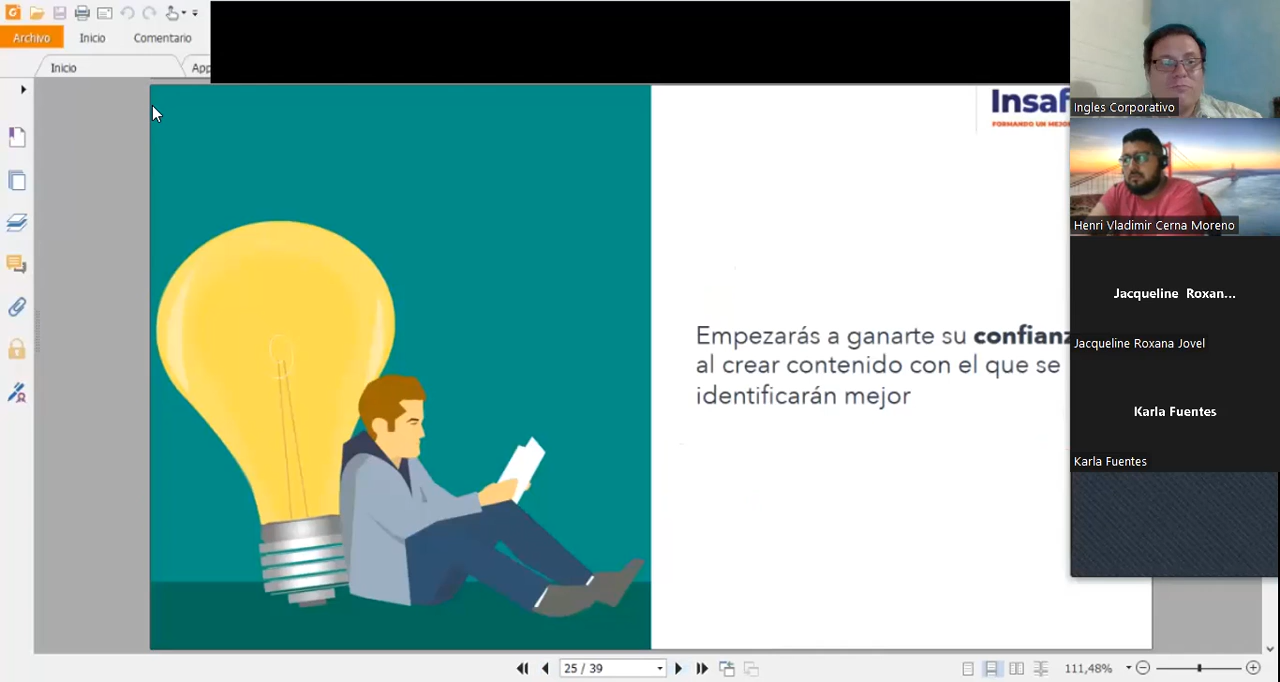 Archivo
Inicio
Comentario
Inicio
App
Insaf
FORMANDO UN MEJO
Empezarás a ganarte su confianz
al crear contenido con el que se
identificarán mejor
Ingles Corporativo
Henri Vladimir Cerna Moreno
Jacqueline Roxan...
Jacqueline Roxana Jovel
Karla Fuentes
Karla Fuentes
25 / 39
111,48%